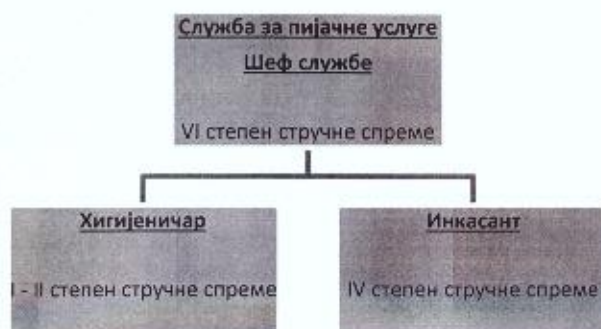 Служба за пијачне услуге
Шеф службе
VI степен стручне спреме
Хигијеничар
I - II степен стручне спреме
Инкасант
IV степен стручне спреме